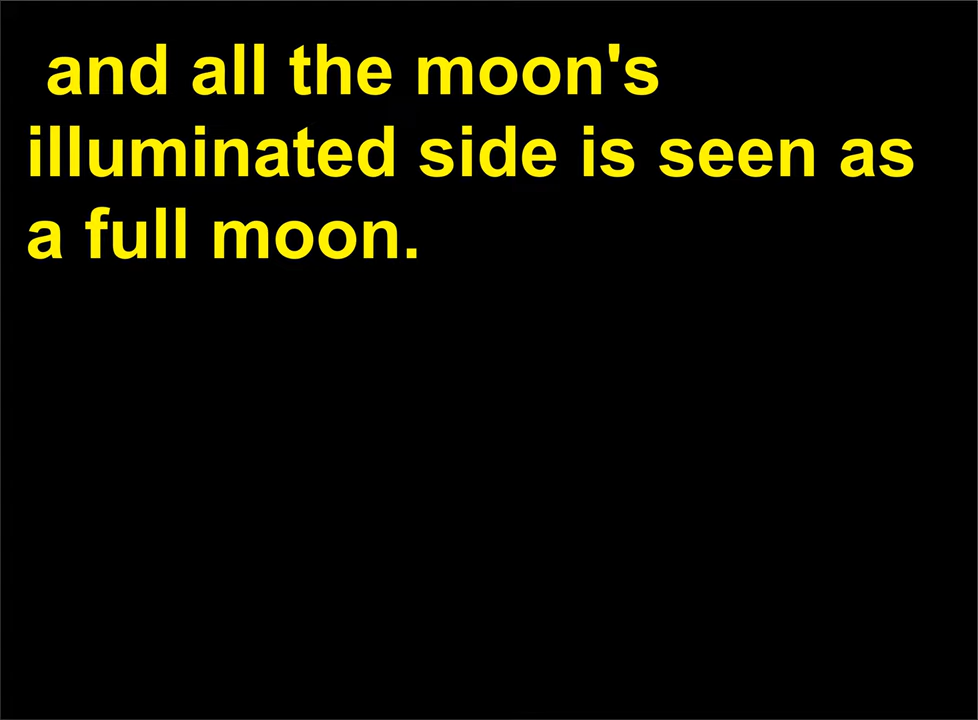 and all the moon's
illuminated side is seen as
a full moon.